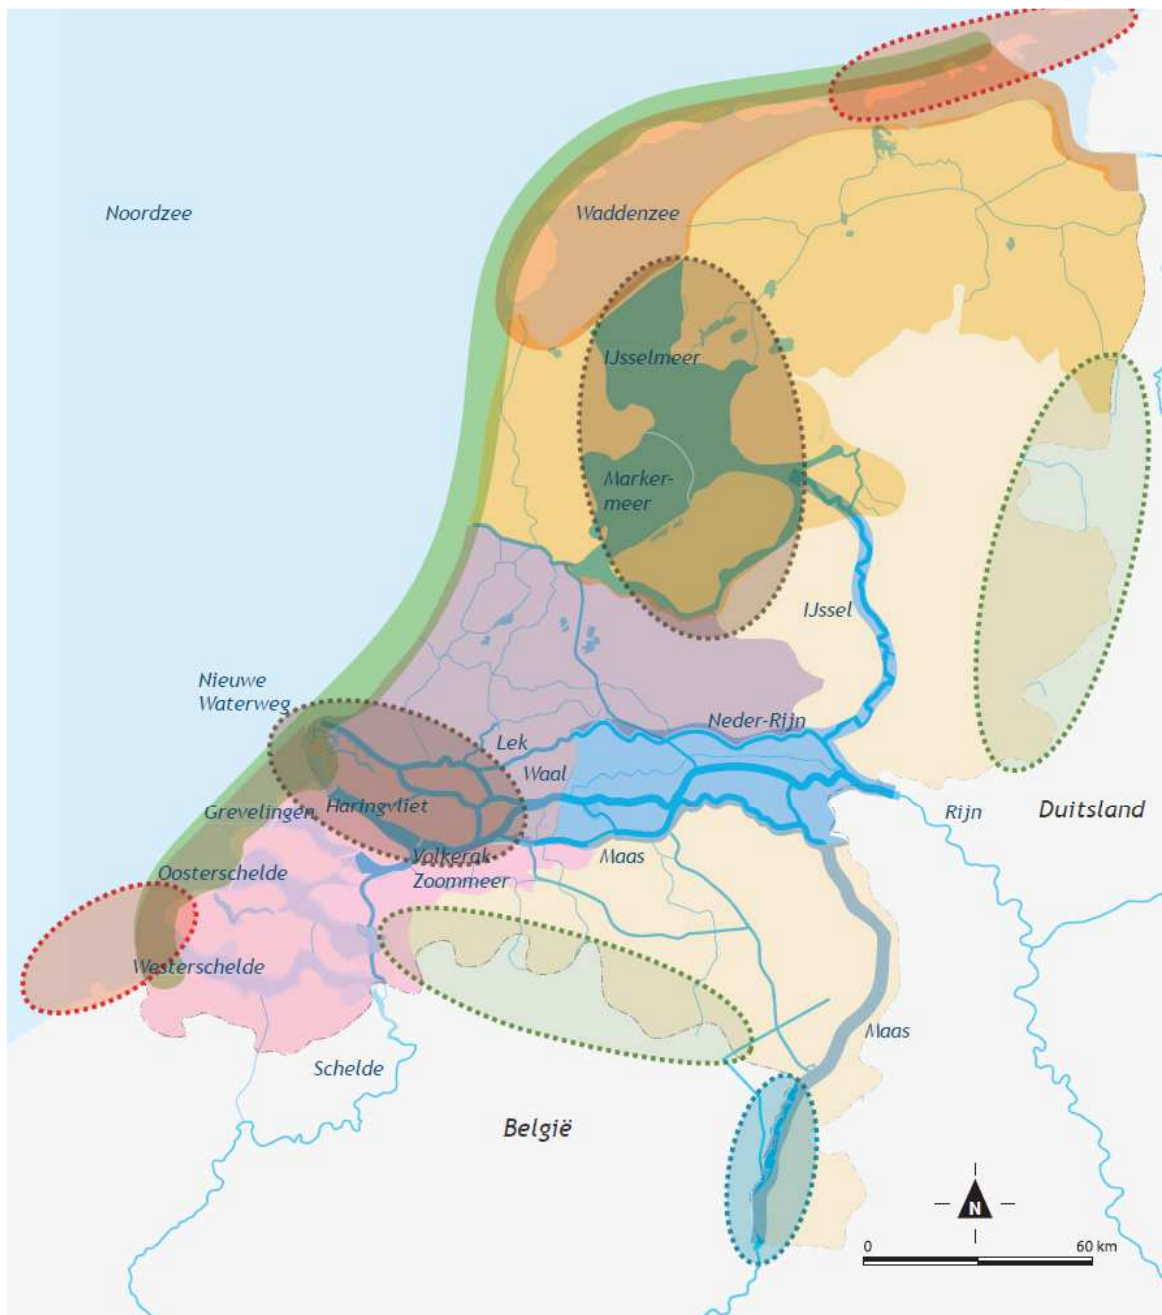 Noordzee
Waddenzee
IJsselmeer
Marker-
meer
IJssel
Nieuwe
Waterweg
Neder-Rijn
Lek
Waal
Haringvliet
Grevelingen
Rijn
Duitsland
Volkerak-
Zoommeer
Maas
Oosterschelde
Westerschelde
Maas
Schelde
België
N
0
60 km